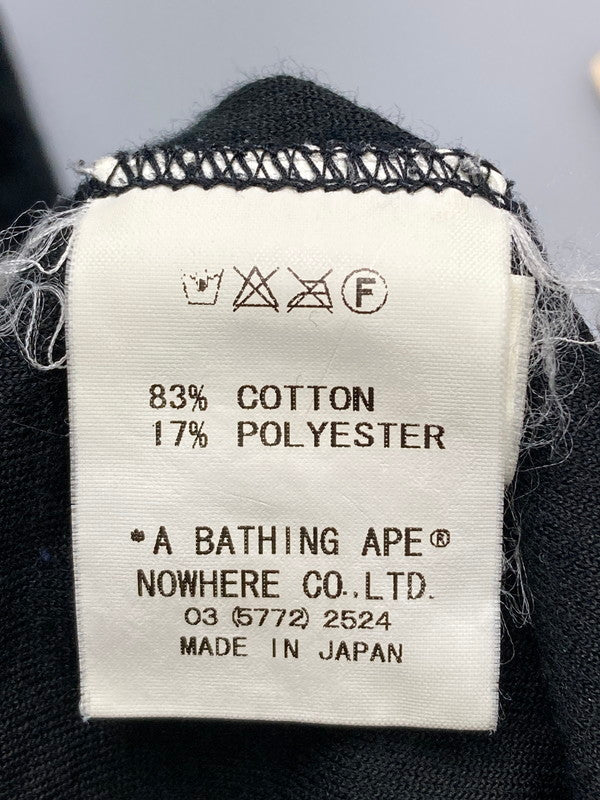 F
83% COTTON
17% POLYESTER
*A BATHING APE®
NOWHERE CO.,LTD.
03 (5772) 2524
MADE IN JAPAN